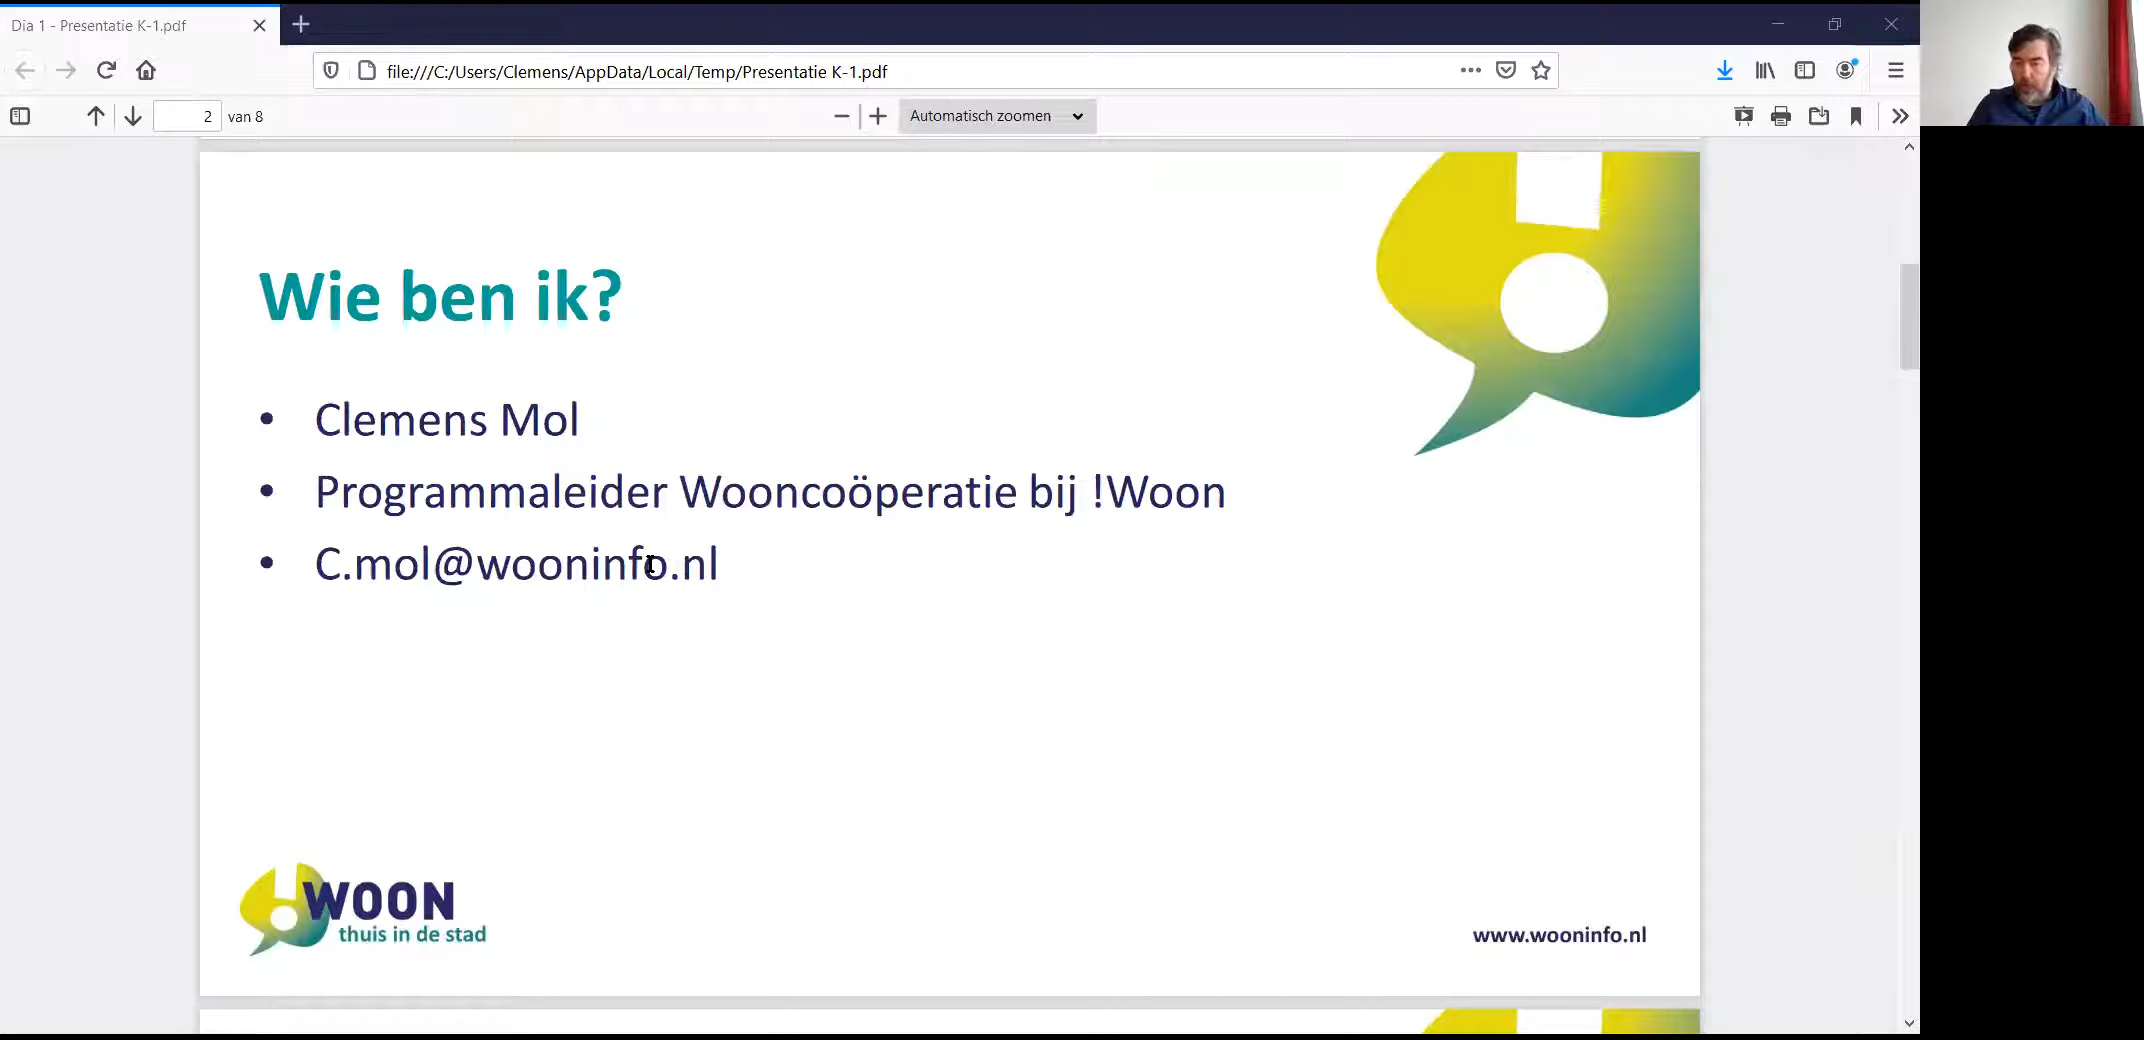 Dia 1 - Presentatie K-1.pdf
file:///C:/Users/Clemens/AppData/Local/Temp/Presentatie K-1.pdf
2 van 8
Automatisch zoomen
Wie ben ik?
• Clemens Mol
• Programmaleider Wooncoöperatie bij !Woon
• C.mol@wooninfo.nl
!WOON
thuis in de stad
www.wooninfo.nl